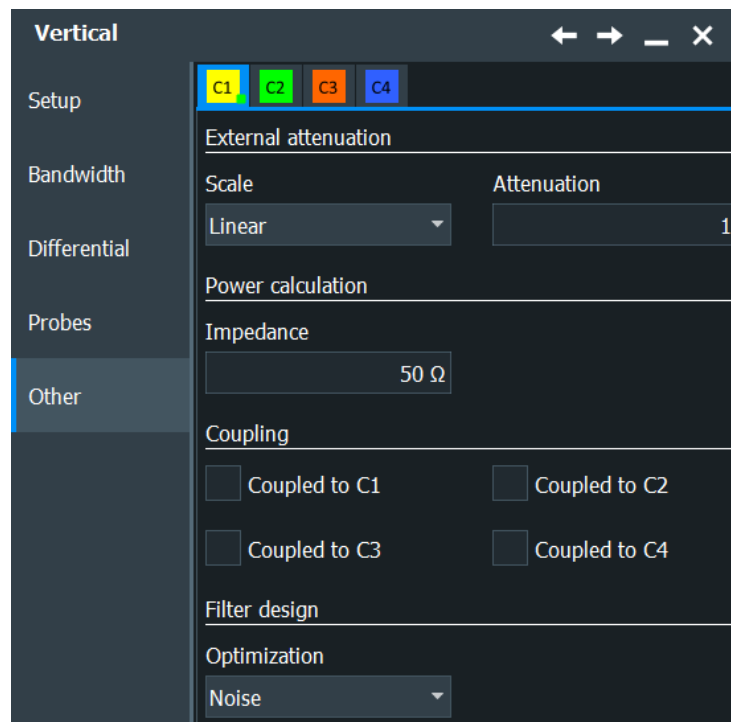 Vertical
Setup
Bandwidth
Differential
Probes
Other
C1 C2 C3 C4
External attenuation
Scale Attenuation
Linear 1
Power calculation
Impedance
50 Ω
Coupling
Coupled to C1 Coupled to C2
Coupled to C3 Coupled to C4
Filter design
Optimization
Noise